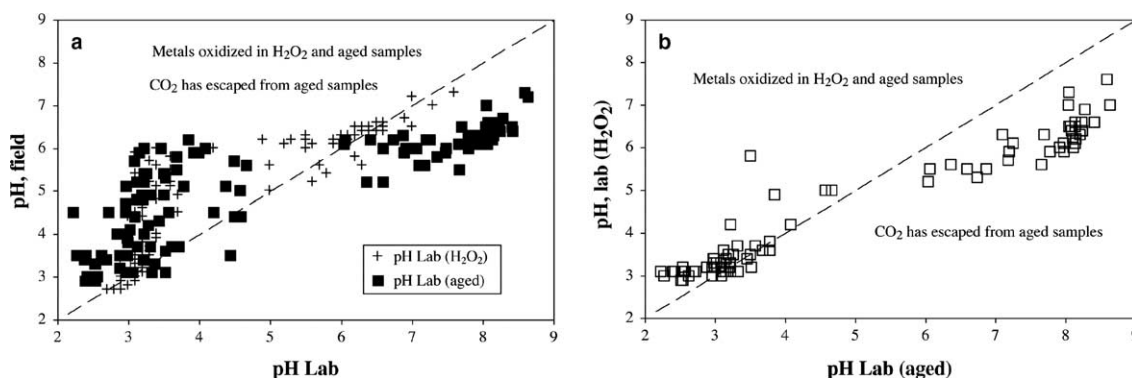 a
Metals oxidized in H₂O₂ and aged samples
CO₂ has escaped from aged samples
9
8
7
6
5
4
3
2
pH, field
+ pH Lab (H₂O₂)
■ pH Lab (aged)
2 3 4 5 6 7 8 9
pH Lab
b
Metals oxidized in H₂O₂ and aged samples
CO₂ has escaped from aged samples
9
8
7
6
5
4
3
2
pH, lab (H₂O₂)
2 3 4 5 6 7 8 9
pH Lab (aged)